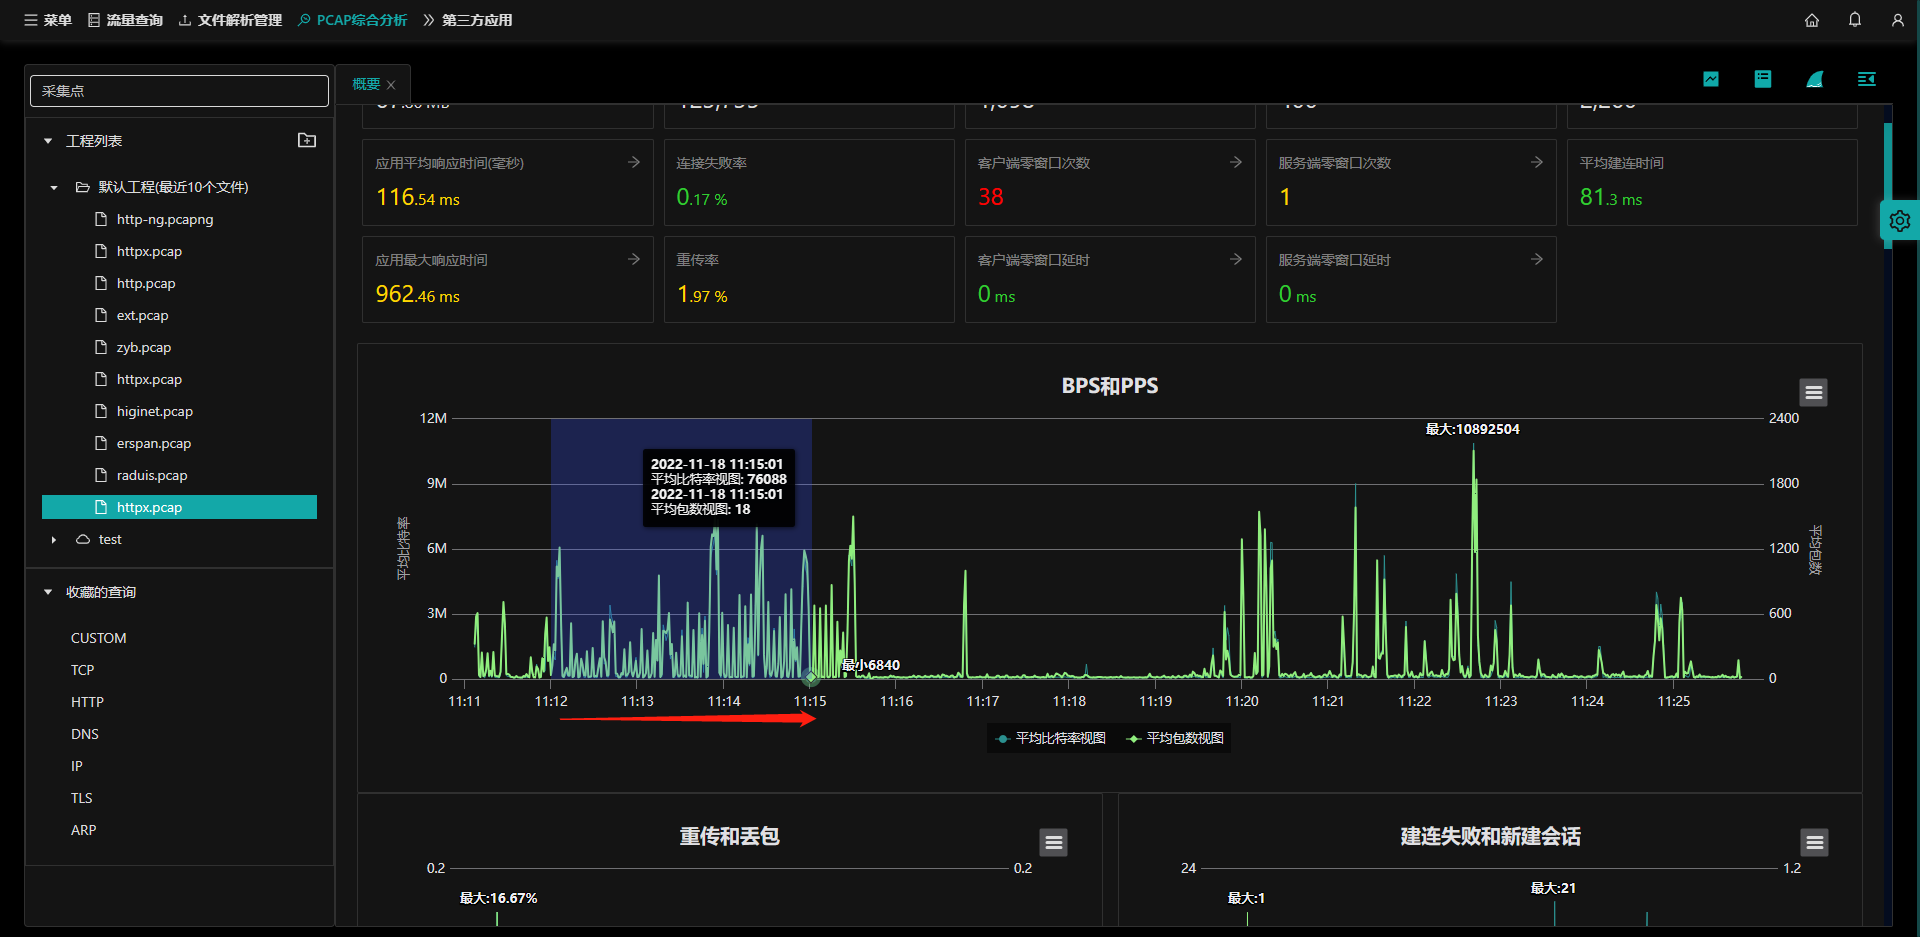 菜单 流量查询 文件解析管理 PCAP综合分析 第三方应用
采集点
工程列表
默认工程(最近10个文件)
http-ng.pcapng
httpx.pcap
http.pcap
ext.pcap
zyb.pcap
httpx.pcap
higinet.pcap
erspan.pcap
raduis.pcap
httpx.pcap
test
收藏的查询
CUSTOM
TCP
HTTP
DNS
IP
TLS
ARP
概要
应用平均响应时间(毫秒)
116.54 ms
连接失败率
0.17 %
客户端零窗口次数
38
服务端零窗口次数
1
平均建连时间
81.3 ms
应用最大响应时间
962.46 ms
重传率
1.97 %
客户端零窗口延时
0 ms
服务端零窗口延时
0 ms
BPS和PPS
12M
9M
6M
3M
0
平均比特率
2400
1800
1200
600
0
平均包数
2022-11-18 11:15:01
平均比特率视图: 76088
2022-11-18 11:15:01
平均包数视图: 18
最大:10892504
最小6840
11:11 11:12 11:13 11:14 11:15 11:16 11:17 11:18 11:19 11:20 11:21 11:22 11:23 11:24 11:25
平均比特率视图 平均包数视图
重传和丢包
0.2 0.2
最大:16.67%
建连失败和新建会话
24 1.2
最大:1
最大:21